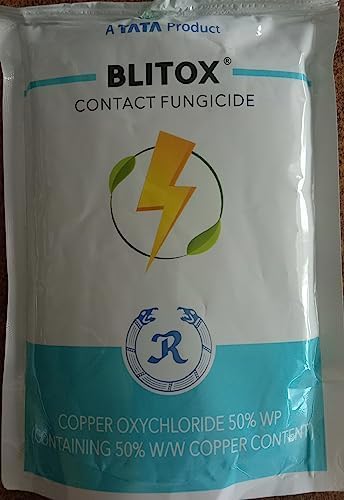 A TATA Product
BLITOX®
CONTACT FUNGICIDE
R
COPPER OXYCHLORIDE 50% WP
(CONTAINING 50% W/W COPPER CONTENT)